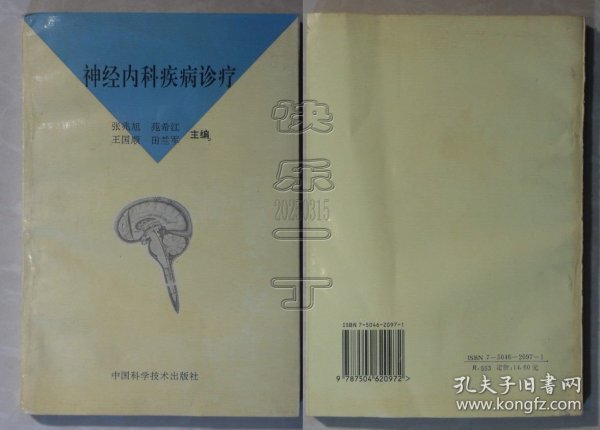 神经内科疾病诊疗
张兆旭 苑希江
王国顺 田兰军
主编
中国科学技术出版社
快乐一丁
20250315
ISBN 7-5046-2097-1
9 787504 620972 >
ISBN 7—5046—2097—1
R·553 定价:14.60元
孔夫子旧书网
www.kongfz.com